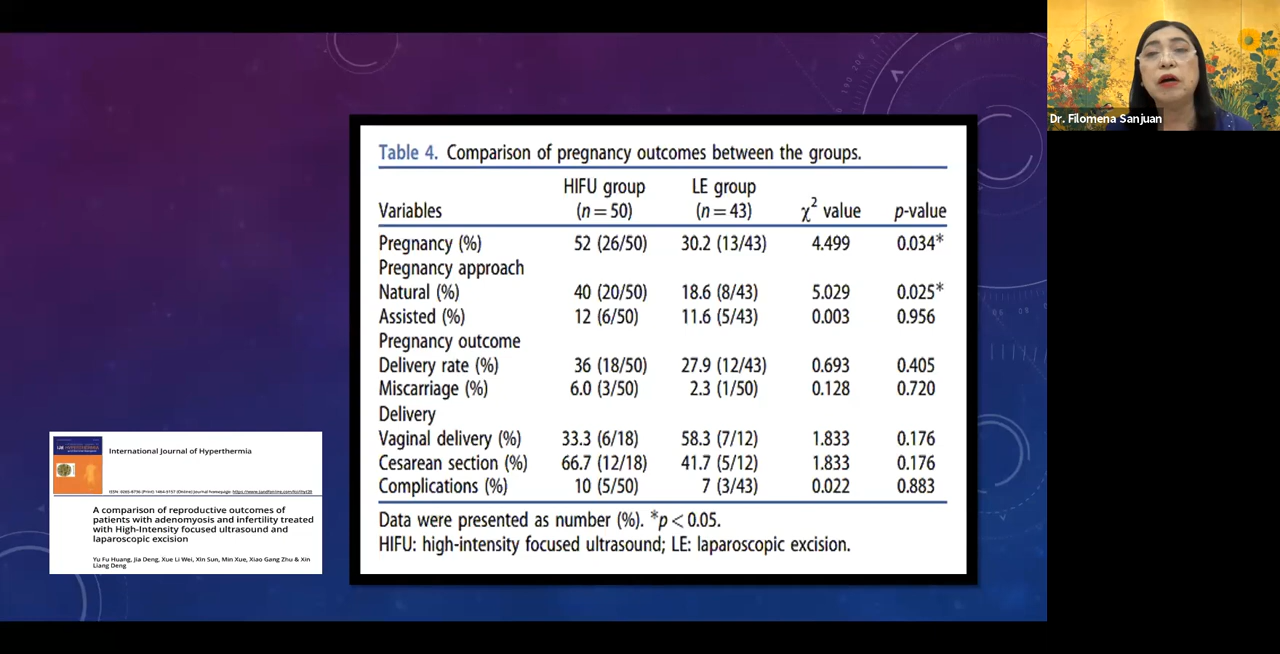 Dr. Filomena Sanjuan
Table 4. Comparison of pregnancy outcomes between the groups.
HIFU group LE group
Variables (n = 50) (n = 43) χ² value p-value
Pregnancy (%) 52 (26/50) 30.2 (13/43) 4.499 0.034*
Pregnancy approach
Natural (%) 40 (20/50) 18.6 (8/43) 5.029 0.025*
Assisted (%) 12 (6/50) 11.6 (5/43) 0.003 0.956
Pregnancy outcome
Delivery rate (%) 36 (18/50) 27.9 (12/43) 0.693 0.405
Miscarriage (%) 6.0 (3/50) 2.3 (1/50) 0.128 0.720
Delivery
Vaginal delivery (%) 33.3 (6/18) 58.3 (7/12) 1.833 0.176
Cesarean section (%) 66.7 (12/18) 41.7 (5/12) 1.833 0.176
Complications (%) 10 (5/50) 7 (3/43) 0.022 0.883
Data were presented as number (%). *p < 0.05.
HIFU: high-intensity focused ultrasound; LE: laparoscopic excision.
International Journal of Hyperthermia
A comparison of reproductive outcomes of
patients with adenomyosis and infertility treated
with High-Intensity focused ultrasound and
laparoscopic excision
Yu Fu Huang, Jia Deng, Xue Li Wei, Xin Sun, Min Xue, Xiao Gang Zhu & Xin
Liang Deng